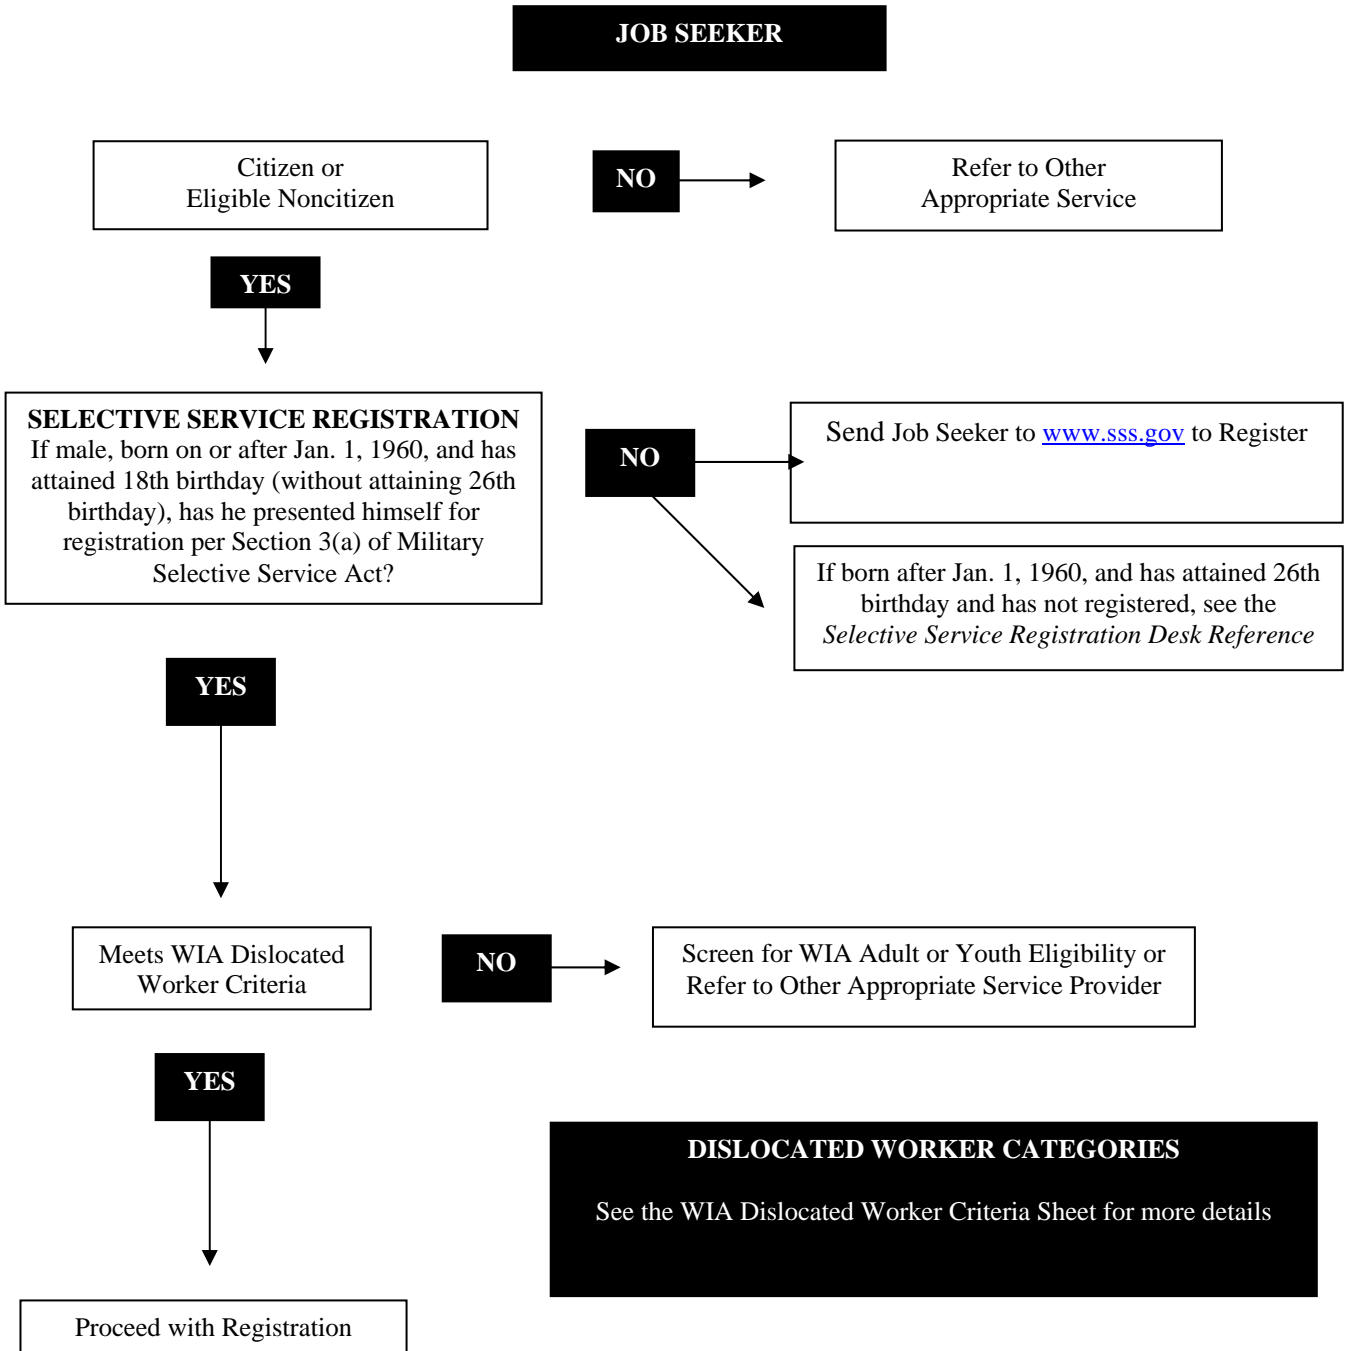 JOB SEEKER
Citizen or
Eligible Noncitizen
NO
Refer to Other
Appropriate Service
YES
SELECTIVE SERVICE REGISTRATION
If male, born on or after Jan. 1, 1960, and has
attained 18th birthday (without attaining 26th
birthday), has he presented himself for
registration per Section 3(a) of Military
Selective Service Act?
NO
Send Job Seeker to www.sss.gov to Register
If born after Jan. 1, 1960, and has attained 26th
birthday and has not registered, see the
Selective Service Registration Desk Reference
YES
Meets WIA Dislocated
Worker Criteria
NO
Screen for WIA Adult or Youth Eligibility or
Refer to Other Appropriate Service Provider
YES
DISLOCATED WORKER CATEGORIES
See the WIA Dislocated Worker Criteria Sheet for more details
Proceed with Registration